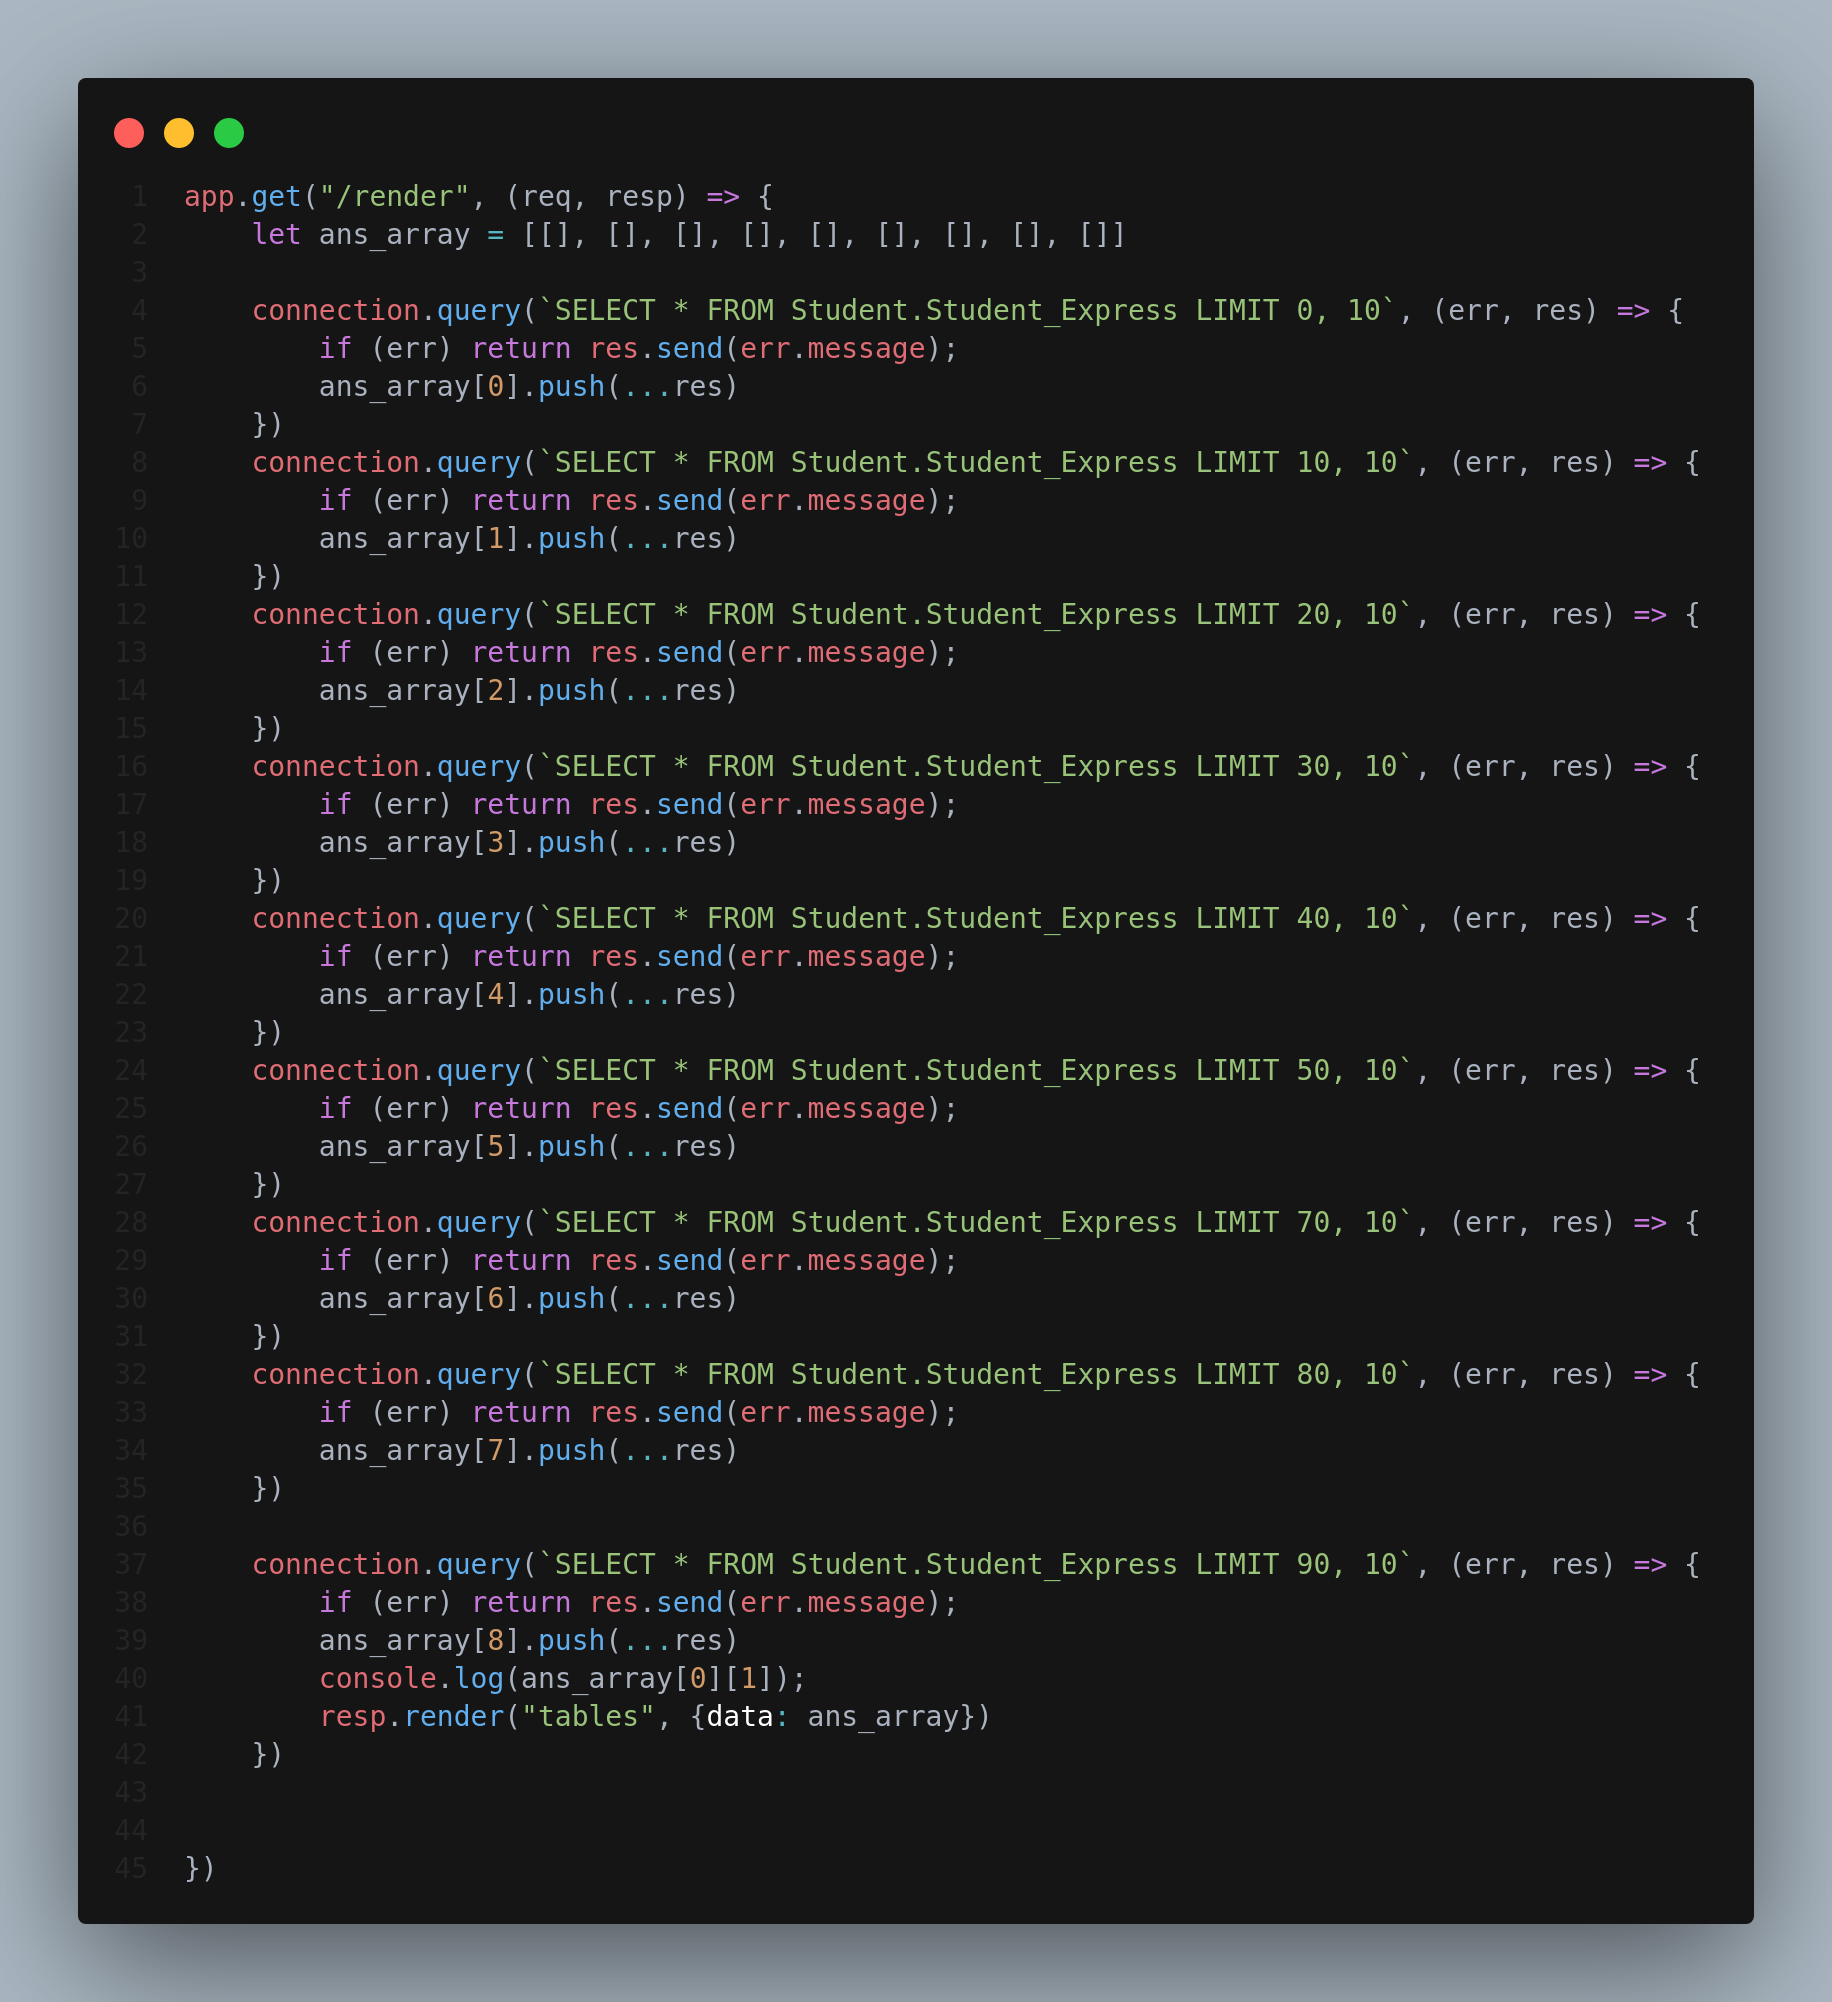 1 app.get("/render", (req, resp) => {
2     let ans_array = [[], [], [], [], [], [], [], [], []]
3
4     connection.query(`SELECT * FROM Student.Student_Express LIMIT 0, 10`, (err, res) => {
5         if (err) return res.send(err.message);
6         ans_array[0].push(...res)
7     })
8     connection.query(`SELECT * FROM Student.Student_Express LIMIT 10, 10`, (err, res) => {
9         if (err) return res.send(err.message);
10         ans_array[1].push(...res)
11     })
12     connection.query(`SELECT * FROM Student.Student_Express LIMIT 20, 10`, (err, res) => {
13         if (err) return res.send(err.message);
14         ans_array[2].push(...res)
15     })
16     connection.query(`SELECT * FROM Student.Student_Express LIMIT 30, 10`, (err, res) => {
17         if (err) return res.send(err.message);
18         ans_array[3].push(...res)
19     })
20     connection.query(`SELECT * FROM Student.Student_Express LIMIT 40, 10`, (err, res) => {
21         if (err) return res.send(err.message);
22         ans_array[4].push(...res)
23     })
24     connection.query(`SELECT * FROM Student.Student_Express LIMIT 50, 10`, (err, res) => {
25         if (err) return res.send(err.message);
26         ans_array[5].push(...res)
27     })
28     connection.query(`SELECT * FROM Student.Student_Express LIMIT 70, 10`, (err, res) => {
29         if (err) return res.send(err.message);
30         ans_array[6].push(...res)
31     })
32     connection.query(`SELECT * FROM Student.Student_Express LIMIT 80, 10`, (err, res) => {
33         if (err) return res.send(err.message);
34         ans_array[7].push(...res)
35     })
36
37     connection.query(`SELECT * FROM Student.Student_Express LIMIT 90, 10`, (err, res) => {
38         if (err) return res.send(err.message);
39         ans_array[8].push(...res)
40         console.log(ans_array[0][1]);
41         resp.render("tables", {data: ans_array})
42     })
43
44
45 })